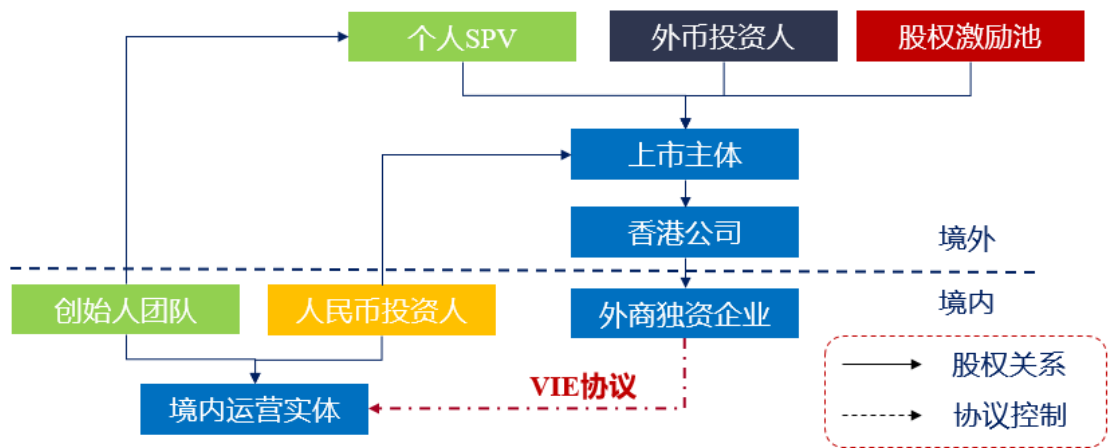 个人SPV
外币投资人
股权激励池
上市主体
香港公司
境外
创始人团队
人民币投资人
外商独资企业
境内
VIE协议
股权关系
境内运营实体
协议控制